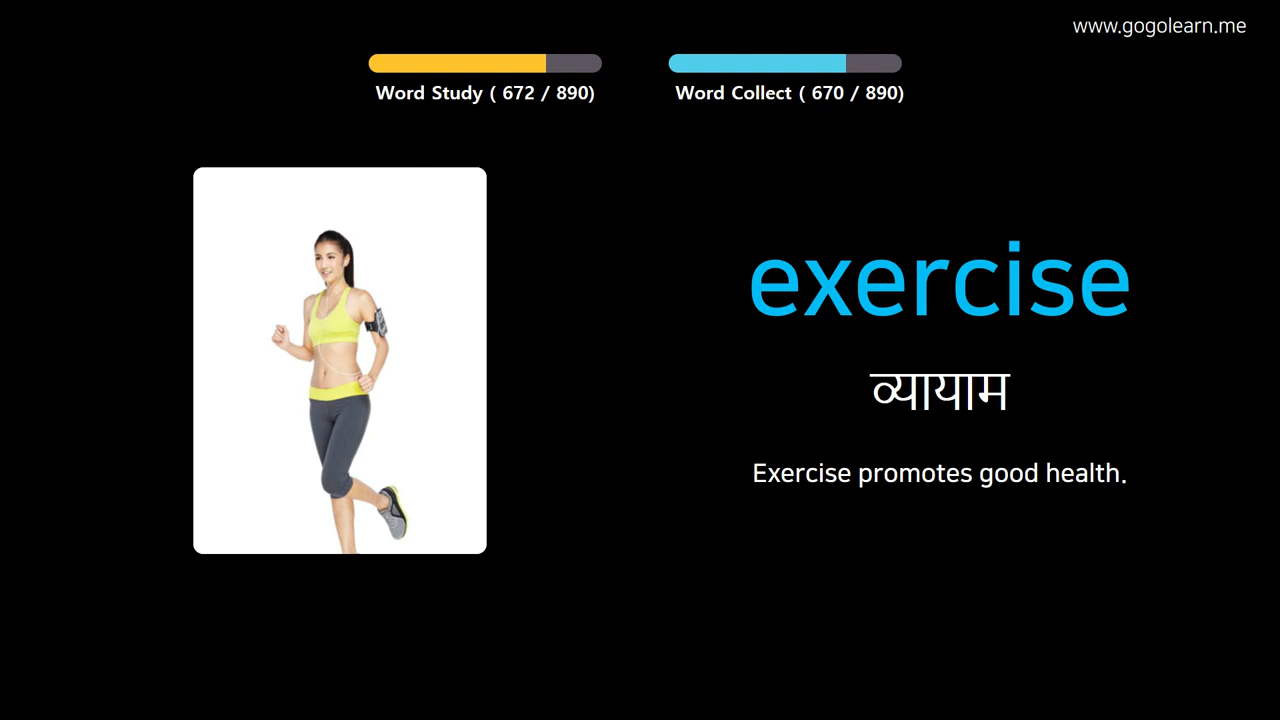 www.gogolearn.me
Word Study ( 672 / 890)
Word Collect ( 670 / 890)
exercise
व्यायाम
Exercise promotes good health.